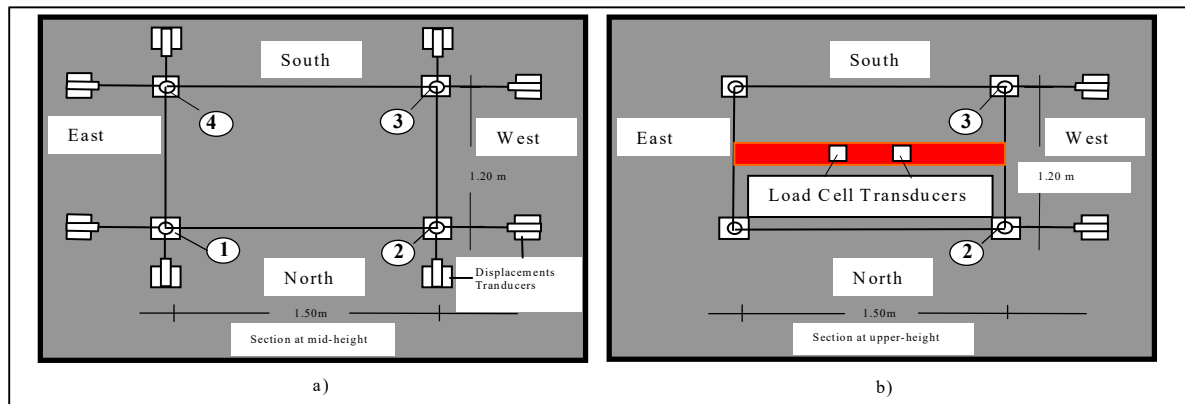 South
4
3
East
West
1.20 m
1
2
Displacements
Tranducers
North
1.50m
Section at mid-height
a)
South
3
East
West
1.20 m
Load Cell Transducers
2
North
1.50m
Section at upper-height
b)